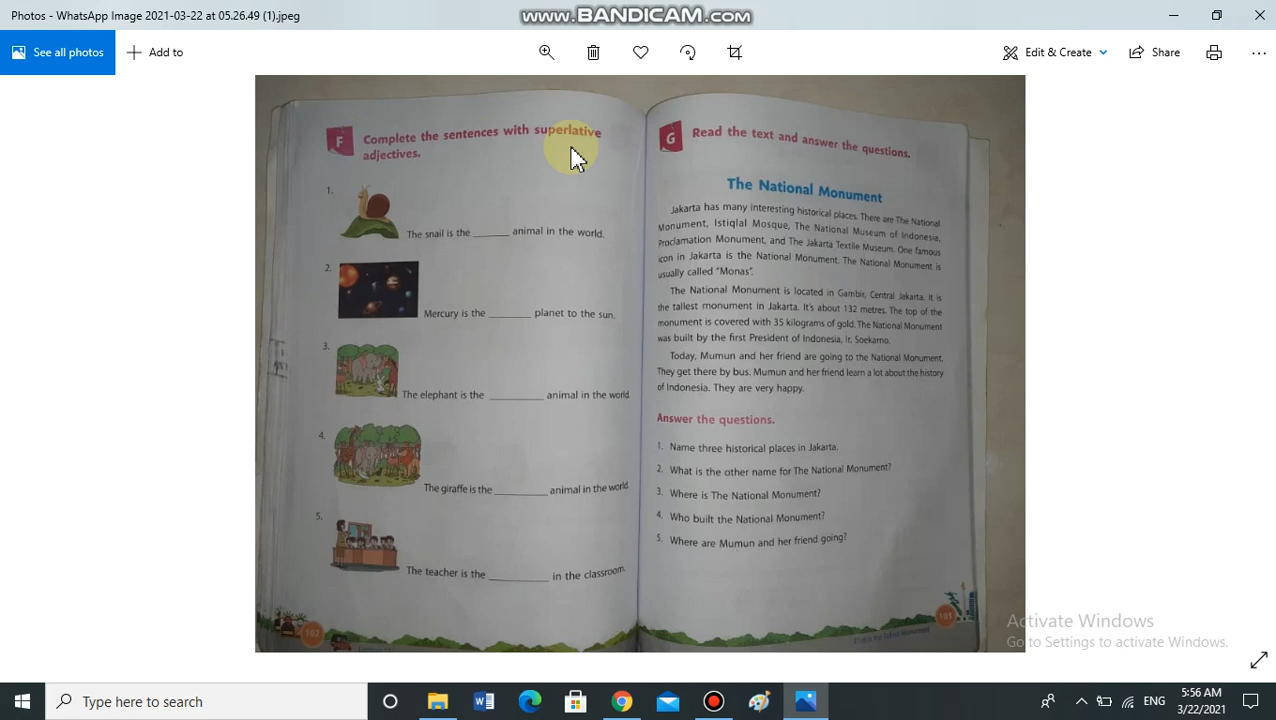 Photos - WhatsApp Image 2021-03-22 at 05.26.49 (1).jpeg
www.BANDICAM.com
See all photos
Add to
Edit & Create
Share
F
Complete the sentences with superlative
adjectives.
1.
The snail is the ______ animal in the world.
2.
Mercury is the _______ planet to the sun.
3.
The elephant is the _________ animal in the world.
4.
The giraffe is the _________ animal in the world.
5.
The teacher is the __________ in the classroom.
102
G
Read the text and answer the questions.
The National Monument
Jakarta has many interesting historical places. There are The National
Monument, Istiqlal Mosque, The National Museum of Indonesia,
Proclamation Monument, and The Jakarta Textile Museum. One famous
icon in Jakarta is the National Monument. The National Monument is
usually called "Monas".
The National Monument is located in Gambir, Central Jakarta. It is
the tallest monument in Jakarta. It's about 132 metres. The top of the
monument is covered with 35 kilograms of gold. The National Monument
was built by the first President of Indonesia, Ir. Soekarno.
Today, Mumun and her friend are going to the National Monument.
They get there by bus. Mumun and her friend learn a lot about the history
of Indonesia. They are very happy.
Answer the questions.
1. Name three historical places in Jakarta.
2. What is the other name for The National Monument?
3. Where is The National Monument?
4. Who built the National Monument?
5. Where are Mumun and her friend going?
Tallest Monument
Activate Windows
Go to Settings to activate Windows.
Type here to search
ENG
5:56 AM
3/22/2021